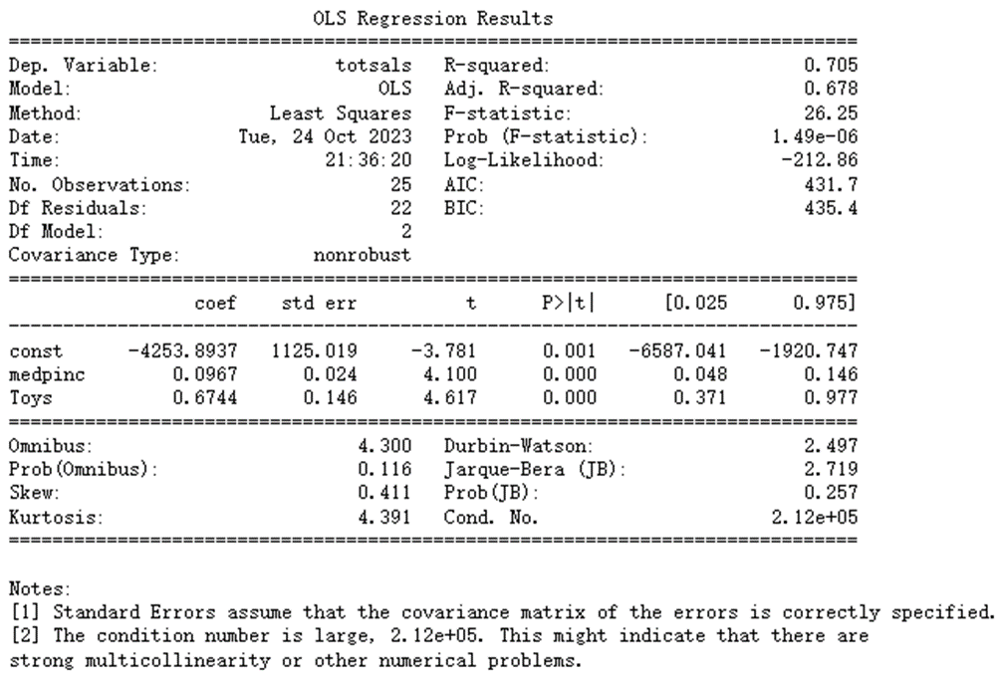 OLS Regression Results
==============================================================================
Dep. Variable: totsals R-squared: 0.705
Model: OLS Adj. R-squared: 0.678
Method: Least Squares F-statistic: 26.25
Date: Tue, 24 Oct 2023 Prob (F-statistic): 1.49e-06
Time: 21:36:20 Log-Likelihood: -212.86
No. Observations: 25 AIC: 431.7
Df Residuals: 22 BIC: 435.4
Df Model: 2
Covariance Type: nonrobust
==============================================================================
coef std err t P>|t| [0.025 0.975]
------------------------------------------------------------------------------
const -4253.8937 1125.019 -3.781 0.001 -6587.041 -1920.747
medpinc 0.0967 0.024 4.100 0.000 0.048 0.146
Toys 0.6744 0.146 4.617 0.000 0.371 0.977
==============================================================================
Omnibus: 4.300 Durbin-Watson: 2.497
Prob(Omnibus): 0.116 Jarque-Bera (JB): 2.719
Skew: 0.411 Prob(JB): 0.257
Kurtosis: 4.391 Cond. No. 2.12e+05
==============================================================================
Notes:
[1] Standard Errors assume that the covariance matrix of the errors is correctly specified.
[2] The condition number is large, 2.12e+05. This might indicate that there are
strong multicollinearity or other numerical problems.